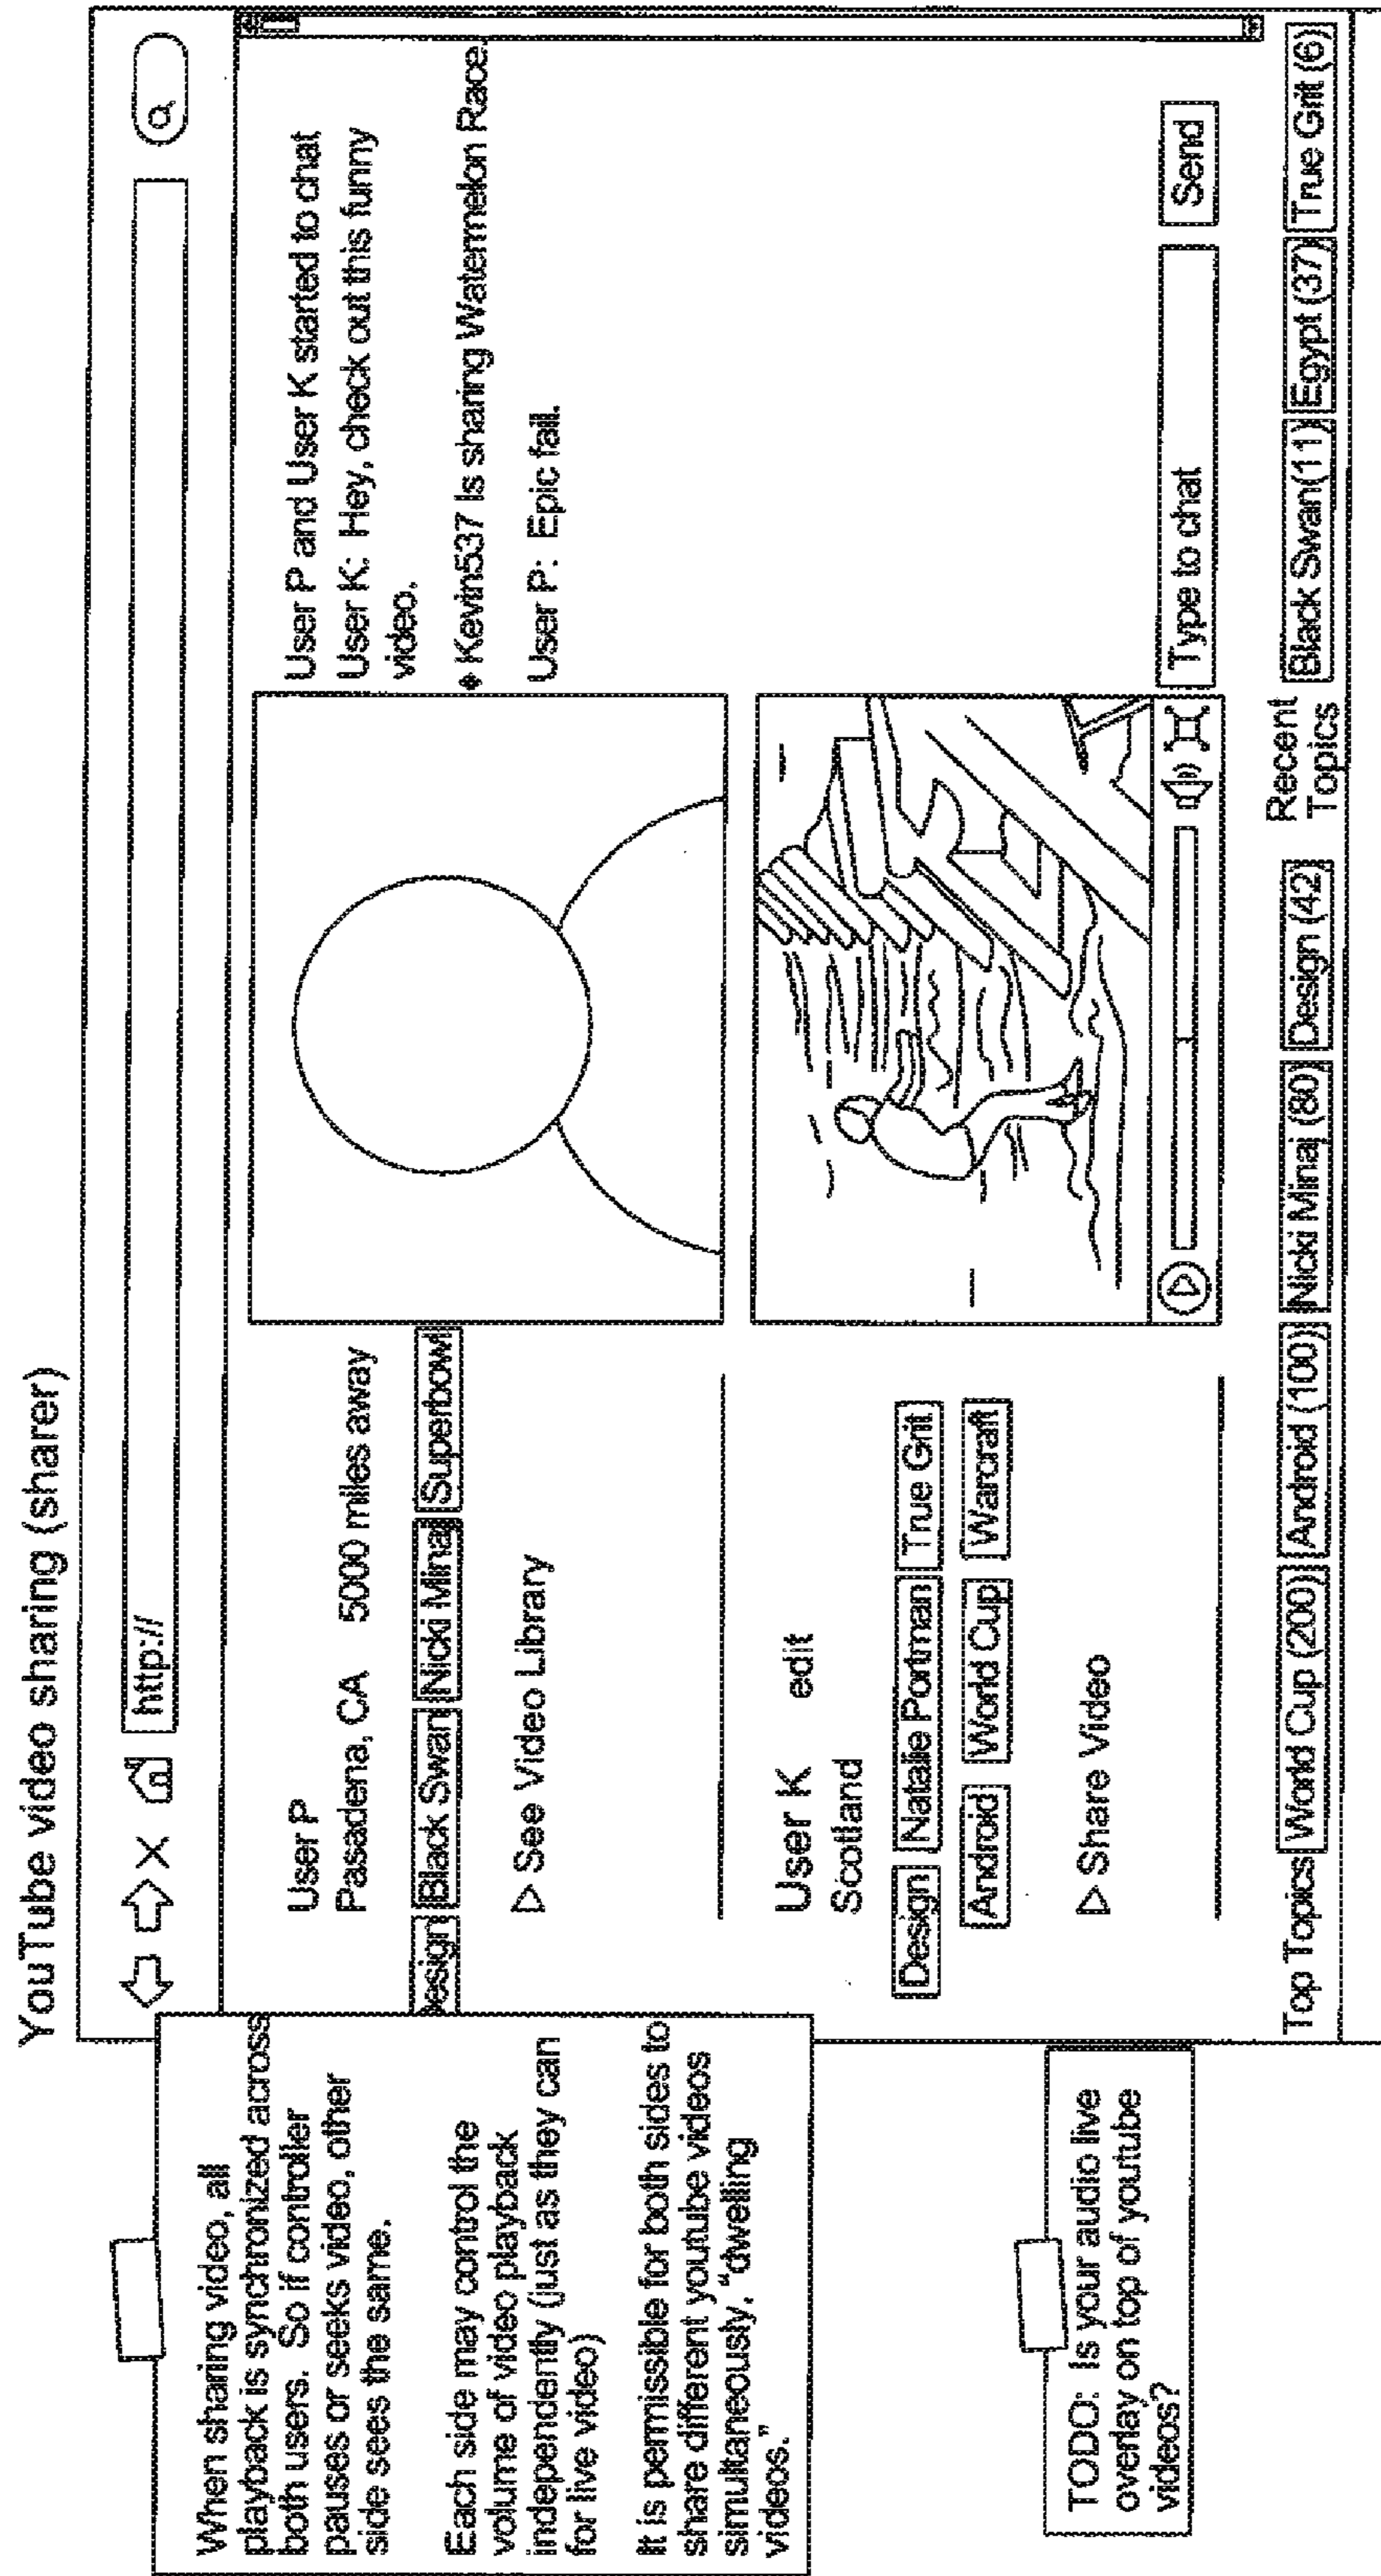 YouTube video sharing (sharer)
http://
When sharing video, all
playback is synchronized across
both users. So if controller
pauses or seeks video, other
side sees the same.
Each side may control the
volume of video playback
independently (just as they can
for live video)
It is permissible for both sides to
share different youtube videos
simultaneously, "dwelling
videos."
TODO: Is your audio live
overlay on top of youtube
videos?
User P
Pasadena, CA 5000 miles away
esign Black Swan Nicki Minaj Superbowl
▷ See Video Library
User K edit
Scotland
Design Natalie Portman True Grit
Android World Cup Warcraft
▷ Share Video
User P and User K started to chat
User K: Hey, check out this funny
video.
◆ Kevin537 Is sharing Watermelon Race.
User P: Epic fail.
Type to chat Send
Top Topics World Cup (200) Android (100) Nicki Minaj (80) Design (42)
Recent
Topics
Black Swan(11) Egypt (37) True Grit (6)